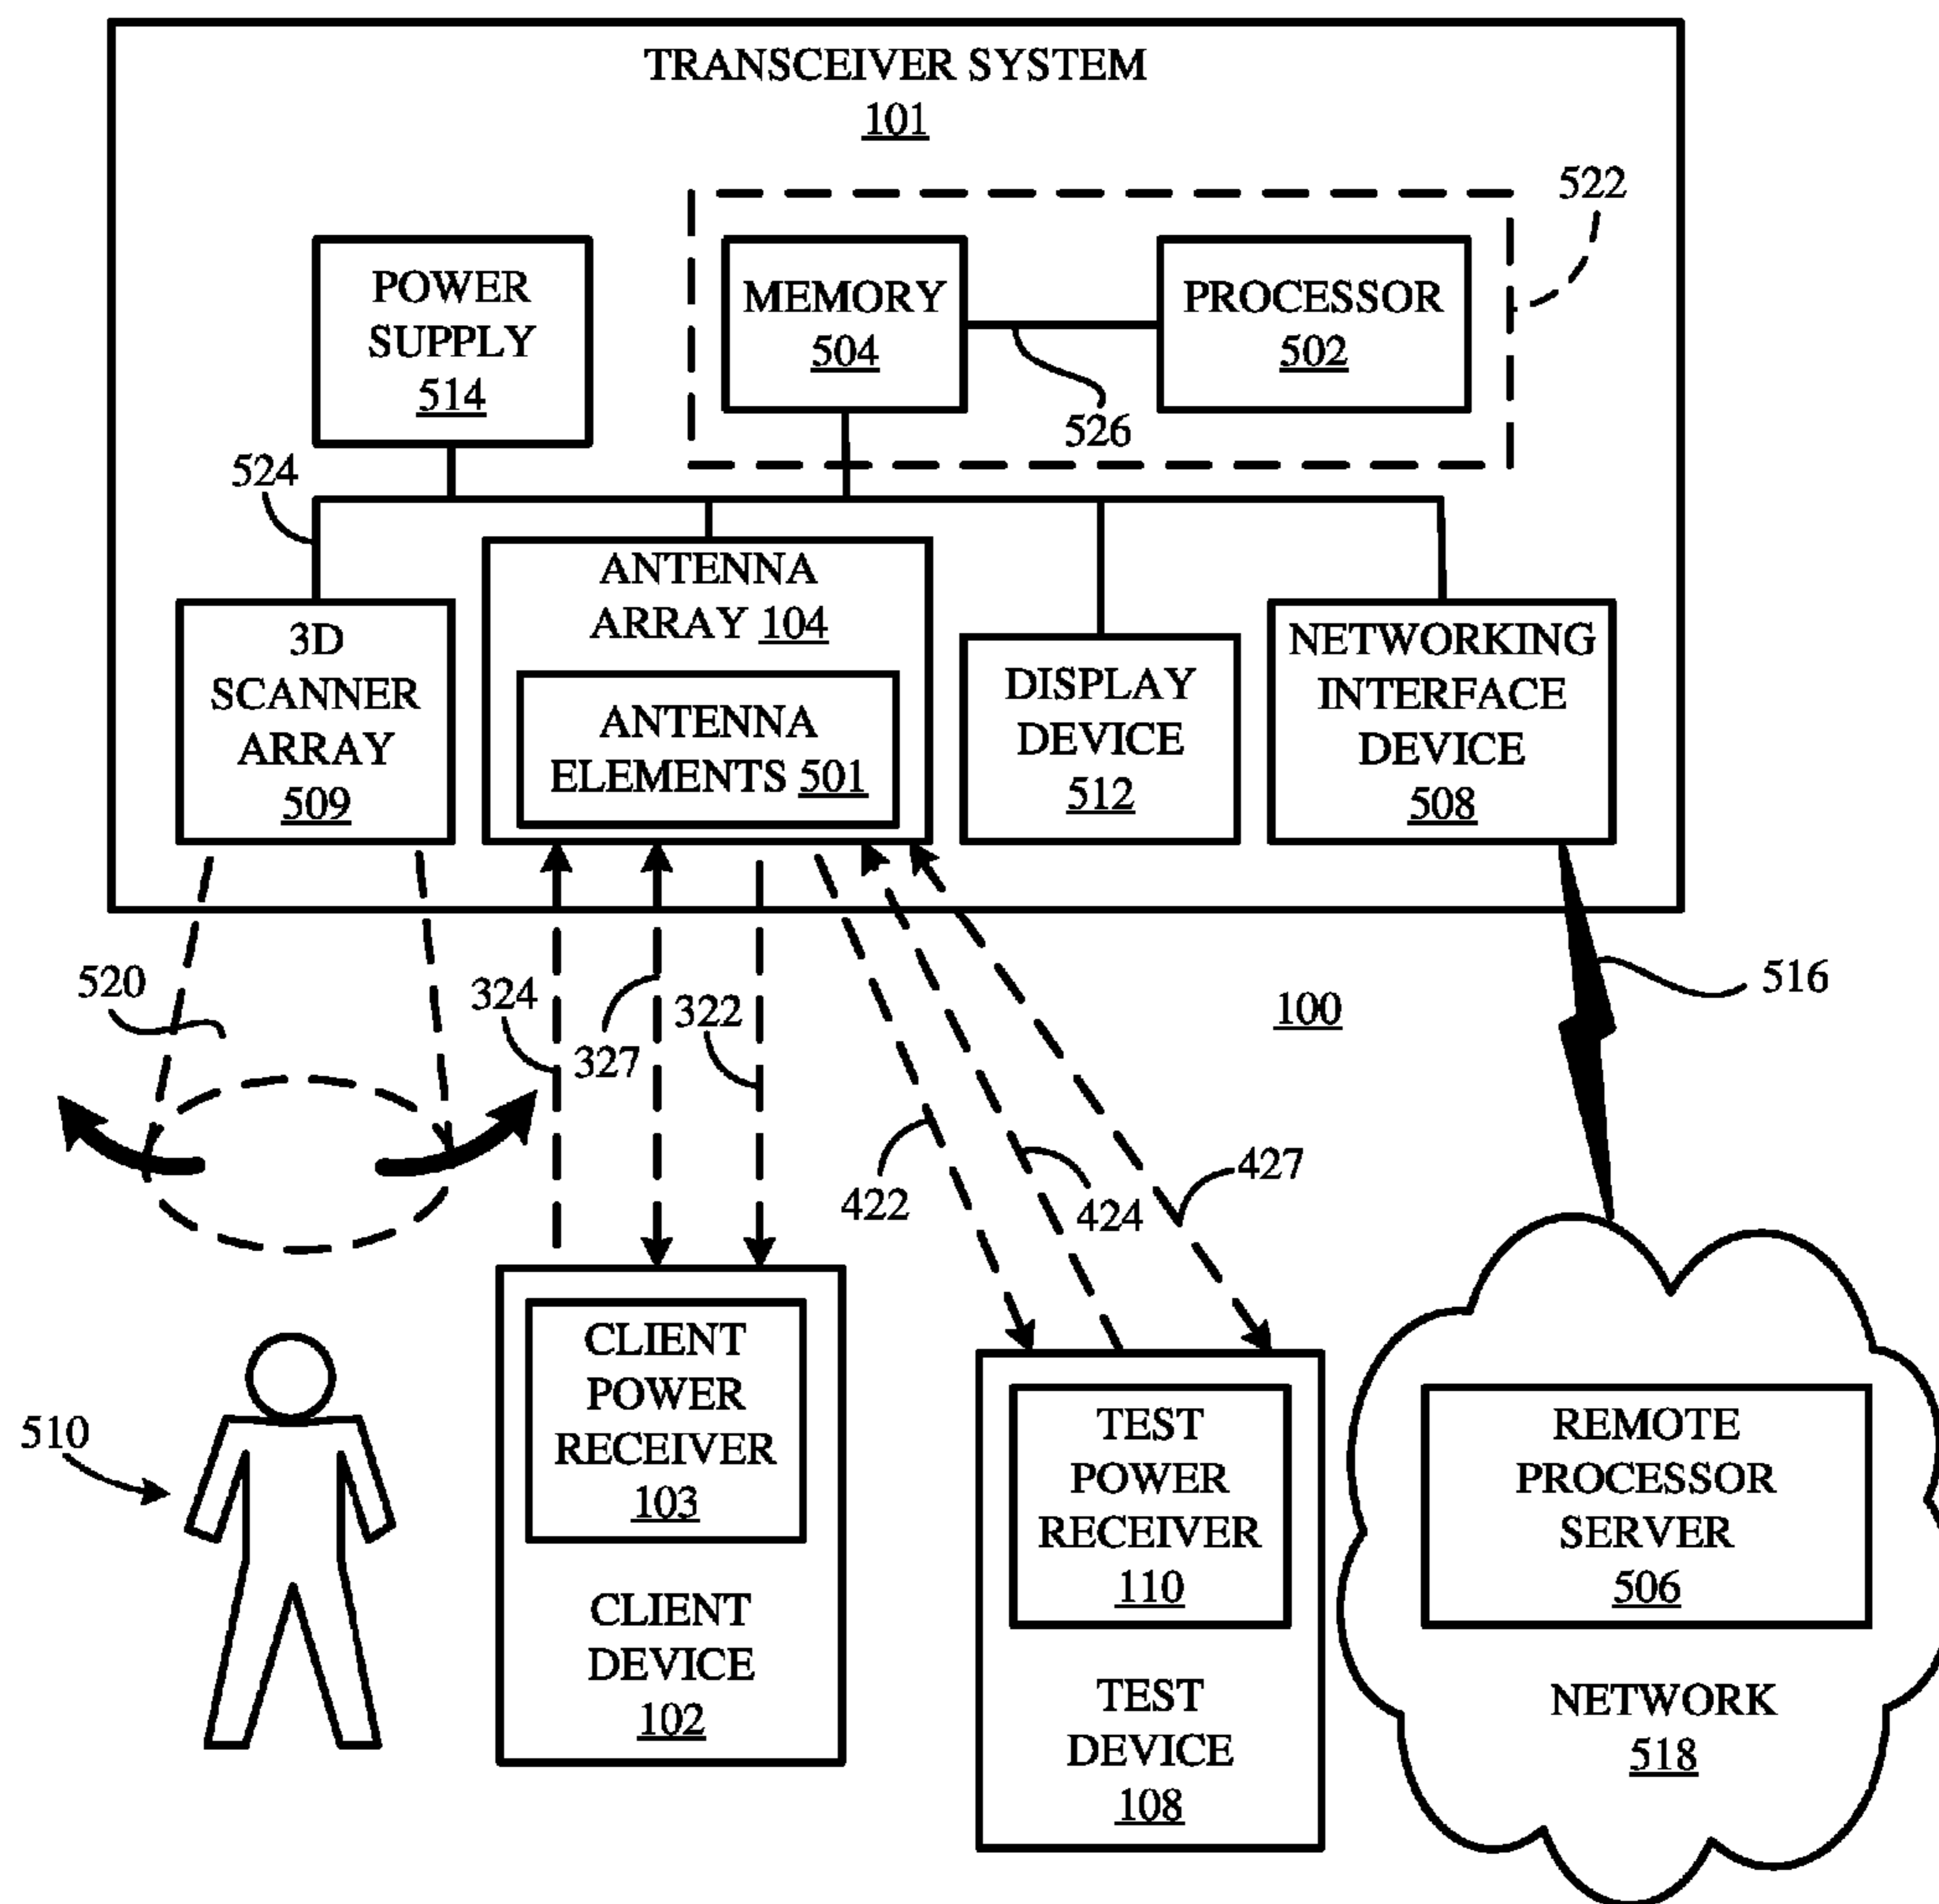 TRANSCEIVER SYSTEM
101
522
POWER
SUPPLY
514
MEMORY
504
PROCESSOR
502
526
524
3D
SCANNER
ARRAY
509
ANTENNA
ARRAY 104
ANTENNA
ELEMENTS 501
DISPLAY
DEVICE
512
NETWORKING
INTERFACE
DEVICE
508
520
324
327
322
100
516
422
424
427
510
CLIENT
POWER
RECEIVER
103
CLIENT
DEVICE
102
TEST
POWER
RECEIVER
110
TEST
DEVICE
108
REMOTE
PROCESSOR
SERVER
506
NETWORK
518